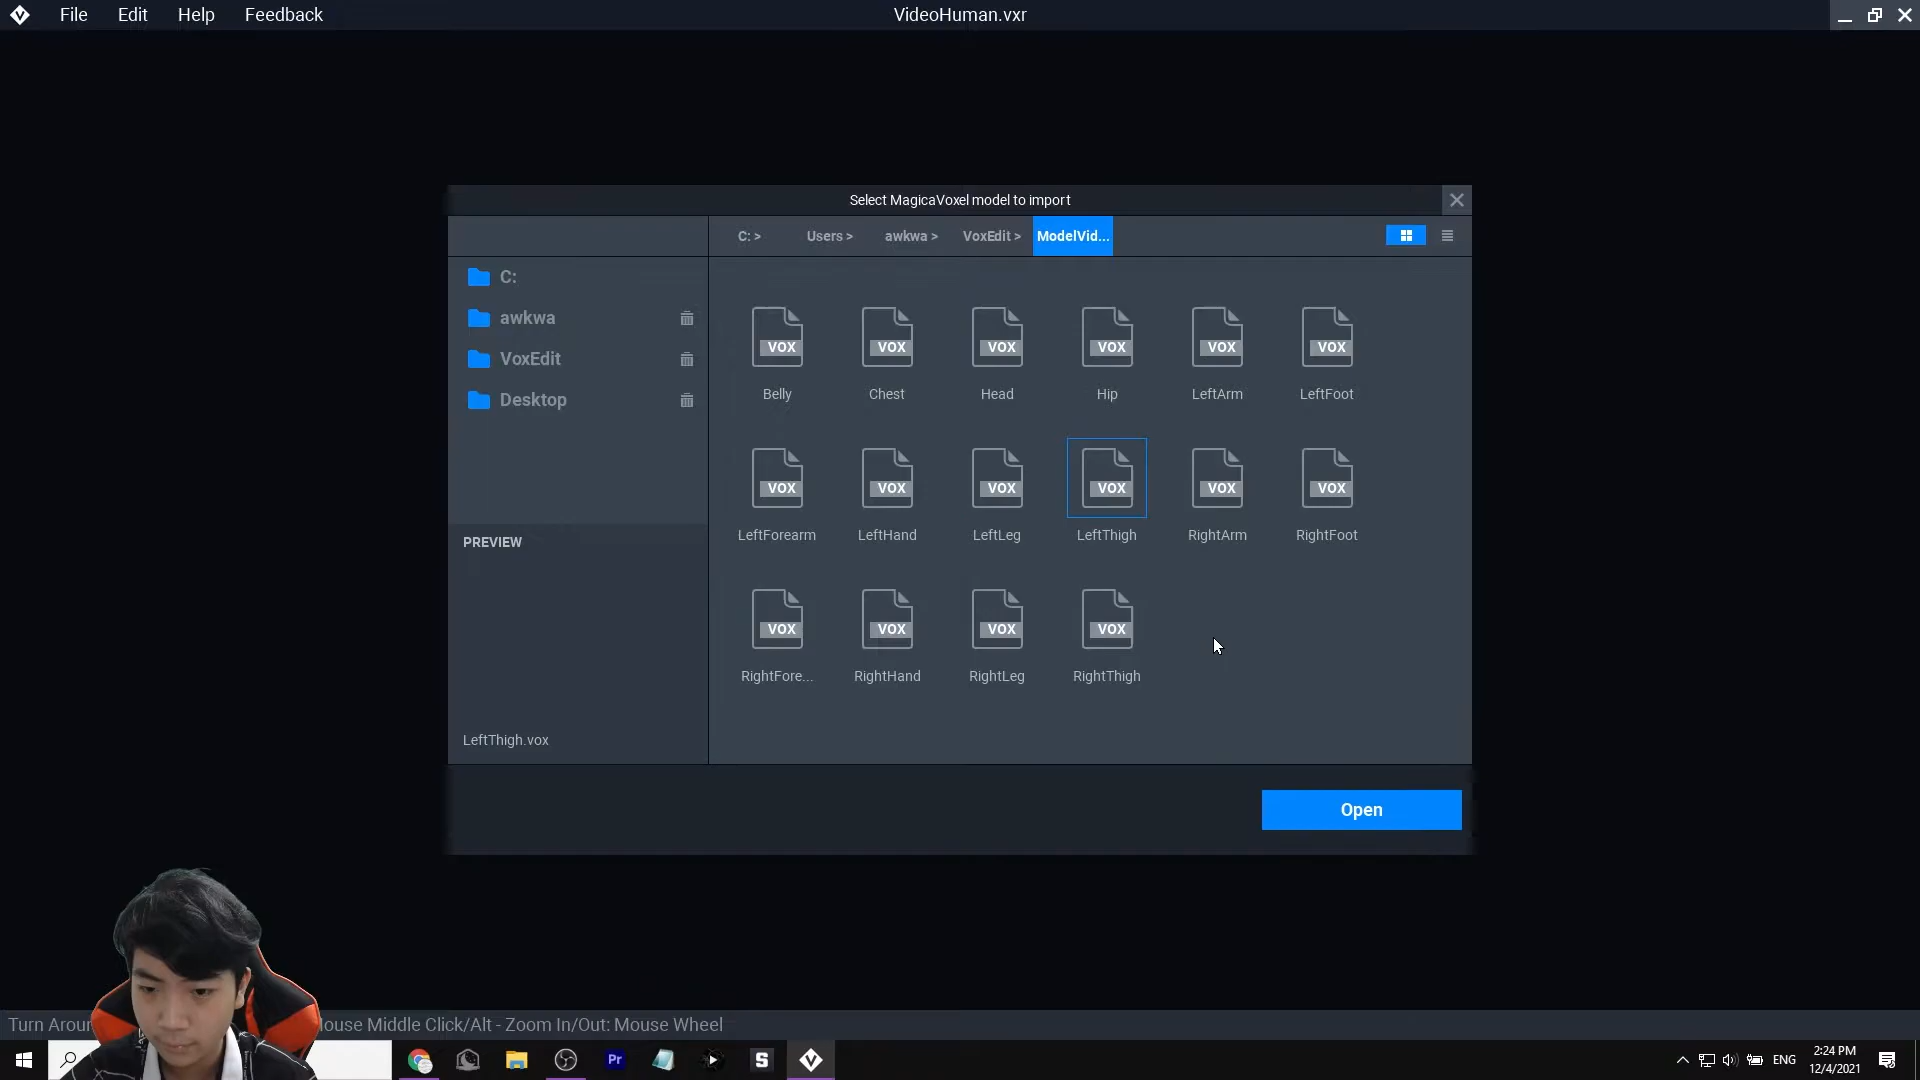 File Edit Help Feedback
VideoHuman.vxr
Select MagicaVoxel model to import
C: > Users > awkwa > VoxEdit > ModelVid...
C:
awkwa
VoxEdit
Desktop
VOX VOX VOX VOX VOX VOX
Belly Chest Head Hip LeftArm LeftFoot
VOX VOX VOX VOX VOX VOX
LeftForearm LeftHand LeftLeg LeftThigh RightArm RightFoot
VOX VOX VOX VOX
RightFore... RightHand RightLeg RightThigh
PREVIEW
LeftThigh.vox
Open
Turn Arour
Mouse Middle Click/Alt - Zoom In/Out: Mouse Wheel
Pr
S
ENG
2:24 PM
12/4/2021